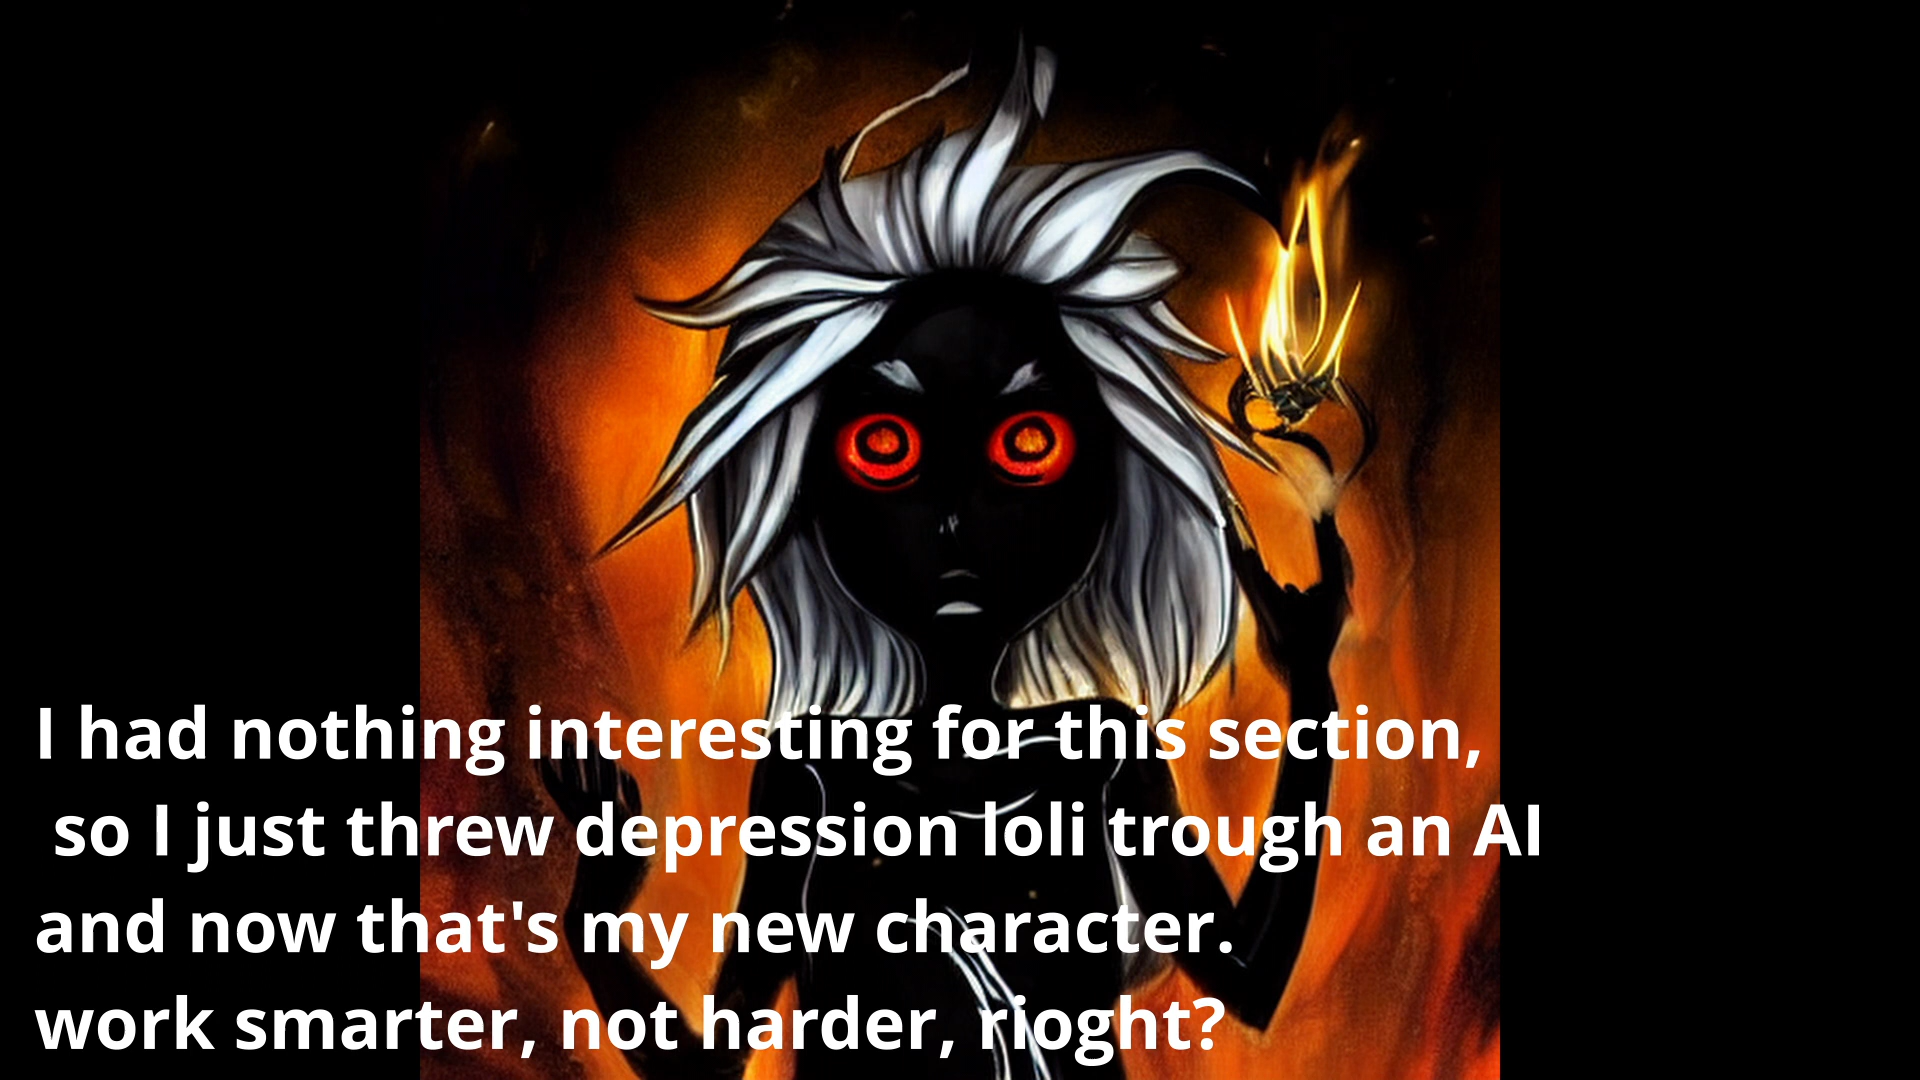 I had nothing interesting for this section,
so I just threw depression loli trough an AI
and now that's my new character.
work smarter, not harder, rioght?